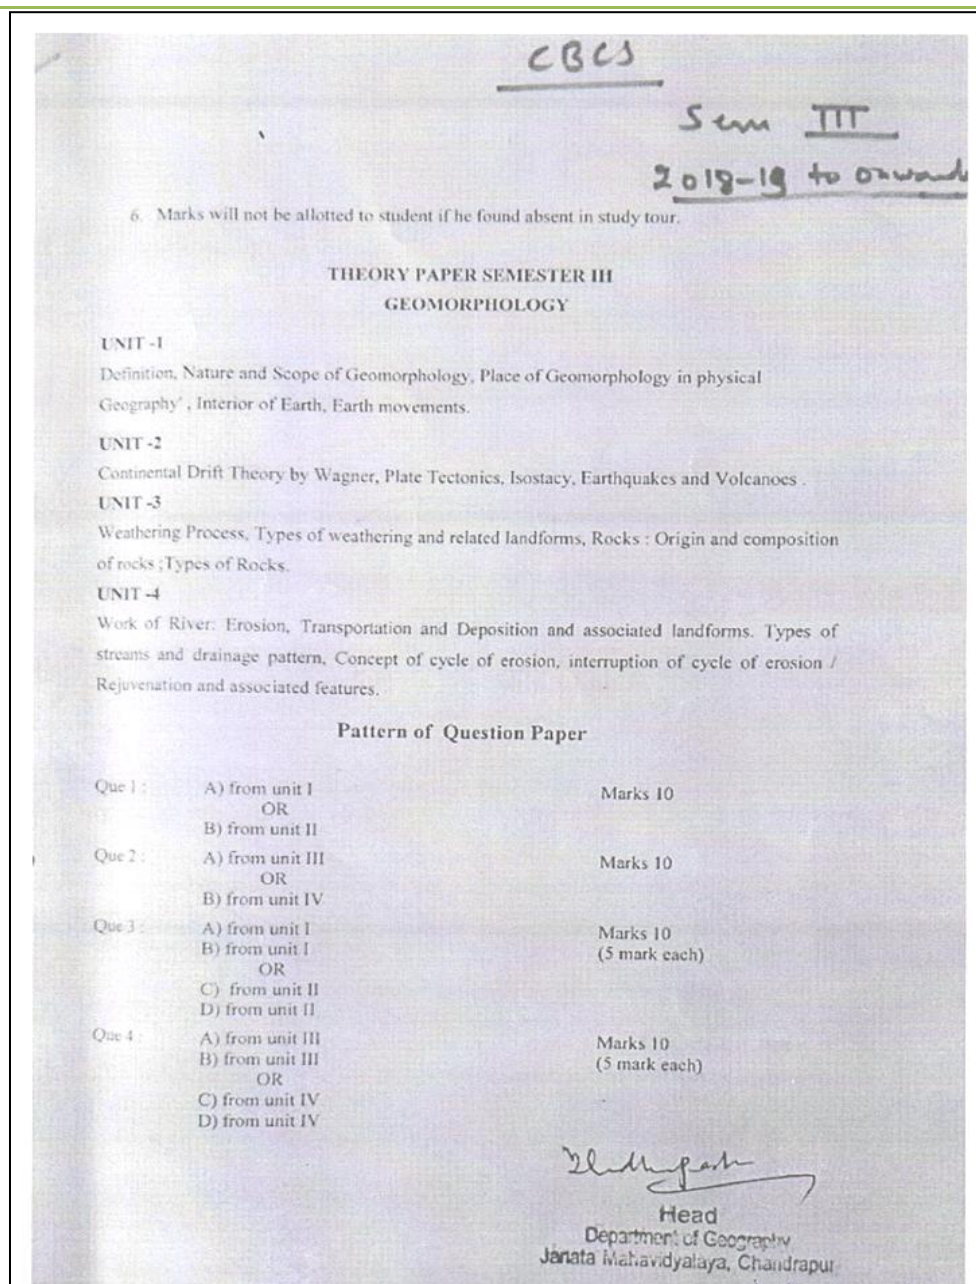 CBCS
Sem III
2018-19 to onward
6. Marks will not be allotted to student if he found absent in study tour.
THEORY PAPER SEMESTER III
GEOMORPHOLOGY
UNIT -1
Definition, Nature and Scope of Geomorphology, Place of Geomorphology in physical
Geography', Interior of Earth, Earth movements.
UNIT -2
Continental Drift Theory by Wagner, Plate Tectonics, Isostacy, Earthquakes and Volcanoes .
UNIT -3
Weathering Process, Types of weathering and related landforms, Rocks : Origin and composition
of rocks ;Types of Rocks.
UNIT -4
Work of River: Erosion, Transportation and Deposition and associated landforms. Types of
streams and drainage pattern, Concept of cycle of erosion, interruption of cycle of erosion /
Rejuvenation and associated features.
Pattern of Question Paper
Que 1 : A) from unit I Marks 10
OR
B) from unit II
Que 2 : A) from unit III Marks 10
OR
B) from unit IV
Que 3 : A) from unit I Marks 10
B) from unit I (5 mark each)
OR
C) from unit II
D) from unit II
Que 4 : A) from unit III Marks 10
B) from unit III (5 mark each)
OR
C) from unit IV
D) from unit IV
Head
Department of Geography
Janata Mahavidyalaya, Chandrapur